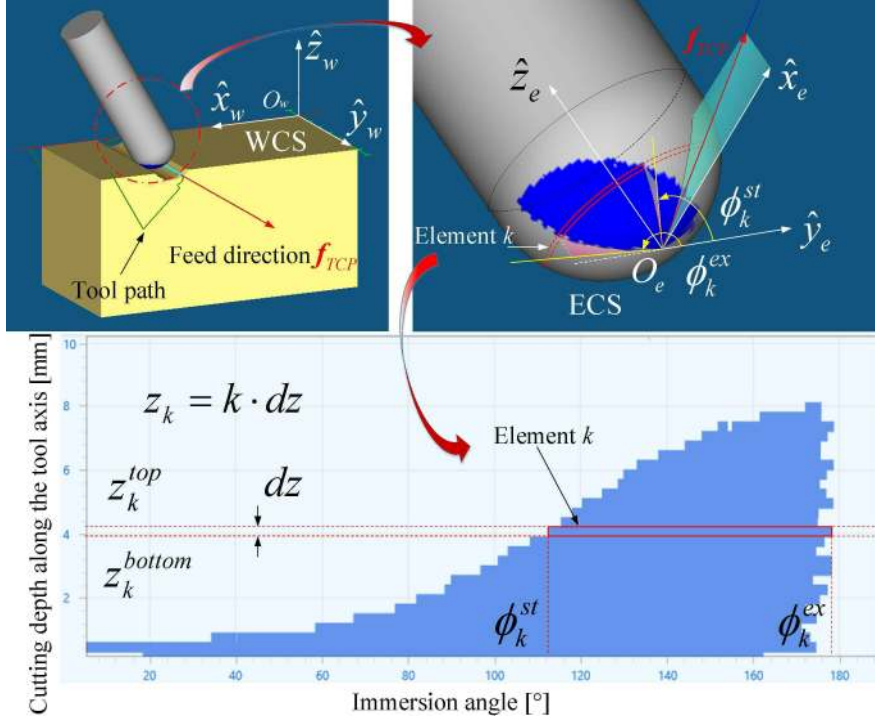 ẑ_w
x̂_w
O_w
ŷ_w
WCS
Feed direction f_TCP
Tool path
f_TCP
ẑ_e
x̂_e
ϕ_k^st
Element k
ŷ_e
O_e
ϕ_k^ex
ECS
Cutting depth along the tool axis [mm]
10
8
6
4
2
z_k = k · dz
Element k
z_k^top
dz
z_k^bottom
ϕ_k^st
ϕ_k^ex
20
40
60
80
100
120
140
160
180
Immersion angle [°]